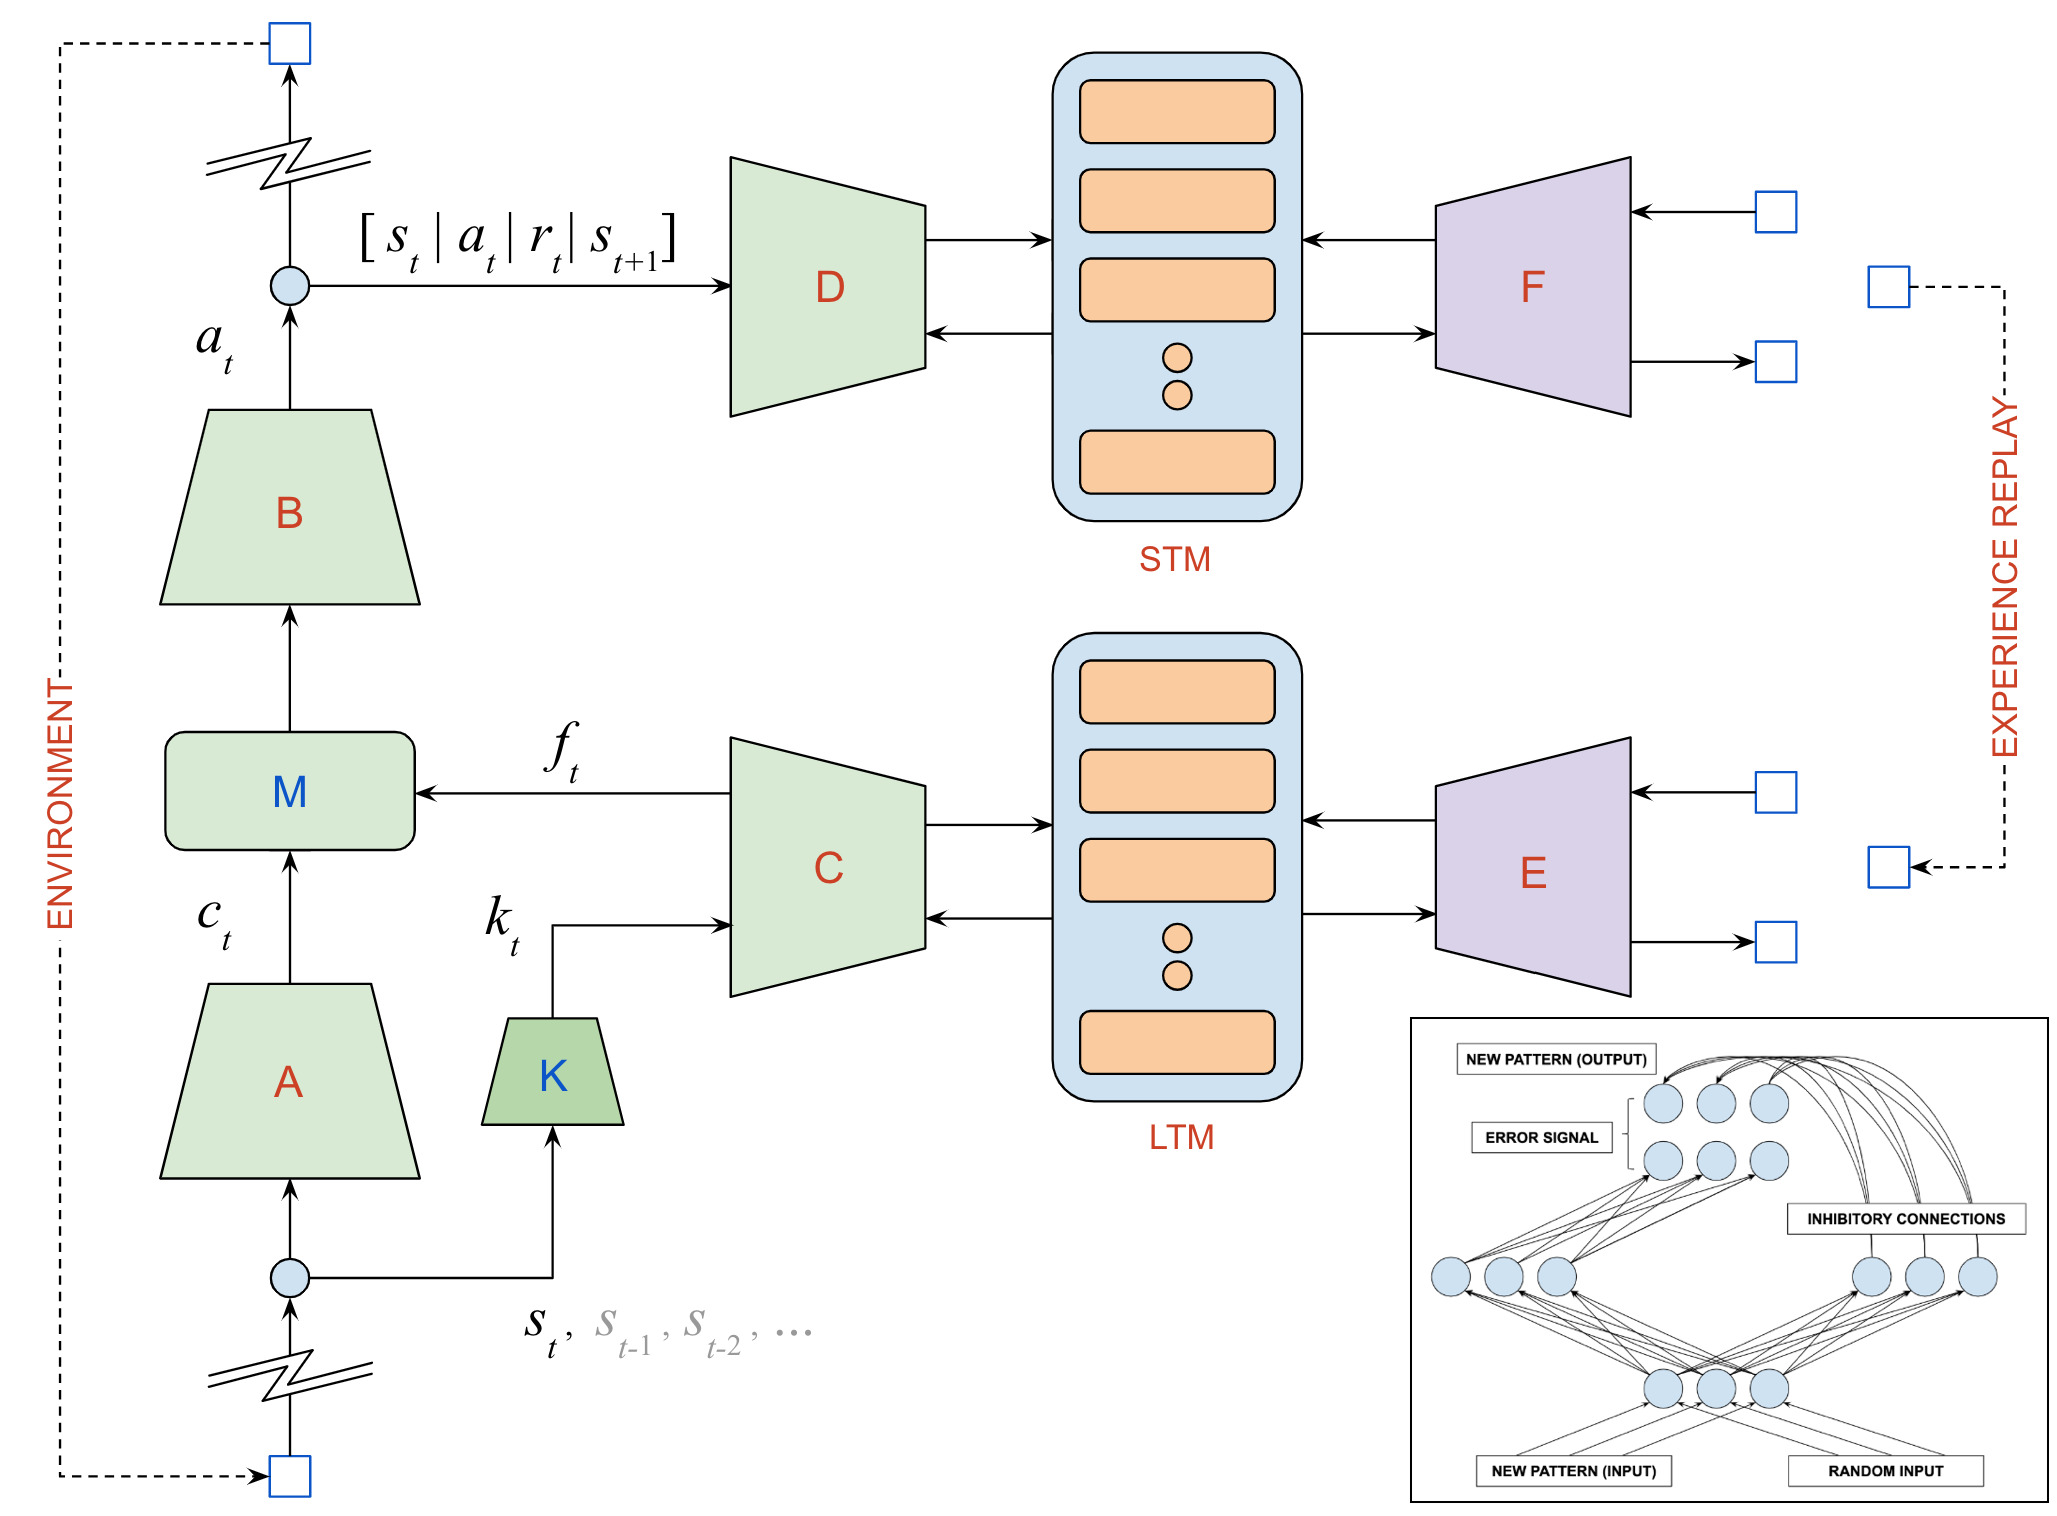 [ s_t | a_t | r_t | s_{t+1} ]
D
F
a_t
B
STM
EXPERIENCE REPLAY
ENVIRONMENT
M
f_t
C
E
c_t
k_t
A
K
LTM
s_t, s_{t-1}, s_{t-2}, ...
NEW PATTERN (OUTPUT)
ERROR SIGNAL
INHIBITORY CONNECTIONS
NEW PATTERN (INPUT)
RANDOM INPUT